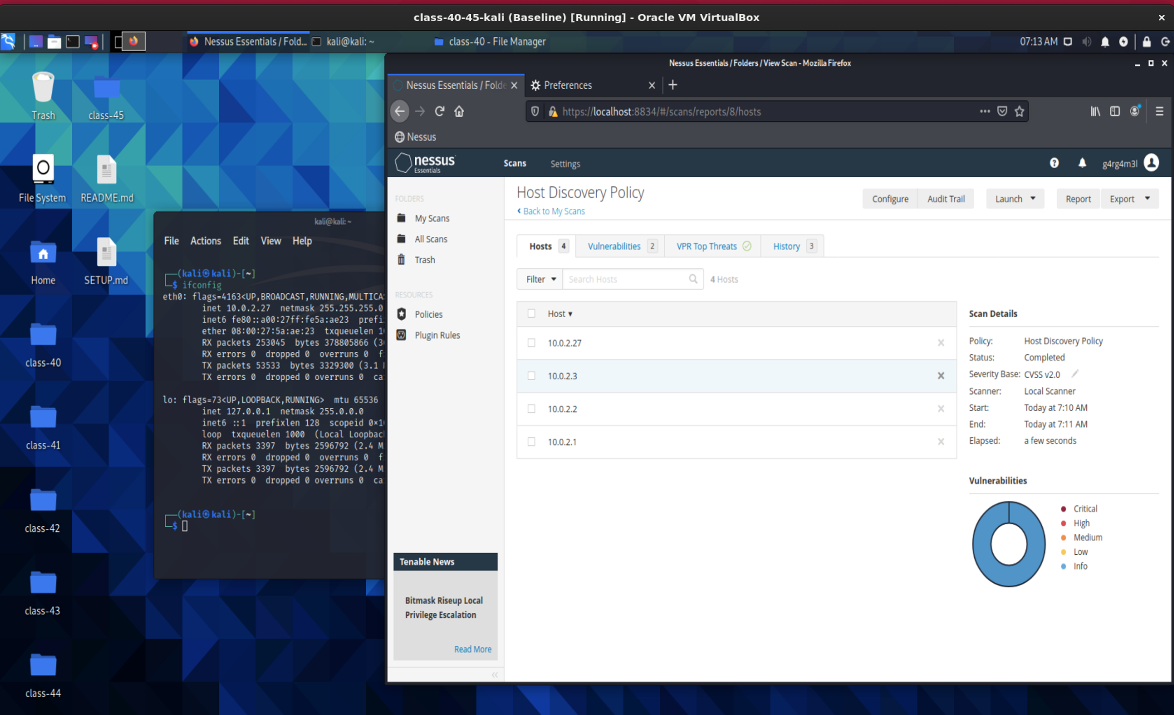 class-40-45-kali (Baseline) [Running] - Oracle VM VirtualBox
Nessus Essentials / Fold...
kali@kali: ~
class-40 - File Manager
07:13 AM
Trash
class-45
File System
README.md
Home
SETUP.md
class-40
class-41
class-42
class-43
class-44
kali@kali: ~
File Actions Edit View Help
(kali㉿kali)-[~]
$ ifconfig
eth0: flags=4163<UP,BROADCAST,RUNNING,MULTICA
inet 10.0.2.27 netmask 255.255.255.0
inet6 fe80::a00:27ff:fe5a:ae23 prefi
ether 08:00:27:5a:ae:23 txqueuelen 1
RX packets 253045 bytes 378805866 (3
RX errors 0 dropped 0 overruns 0 f
TX packets 53533 bytes 3329300 (3.1
TX errors 0 dropped 0 overruns 0 ca
lo: flags=73<UP,LOOPBACK,RUNNING> mtu 65536
inet 127.0.0.1 netmask 255.0.0.0
inet6 ::1 prefixlen 128 scopeid 0×1
loop txqueuelen 1000 (Local Loopbac
RX packets 3397 bytes 2596792 (2.4 M
RX errors 0 dropped 0 overruns 0 f
TX packets 3397 bytes 2596792 (2.4 M
TX errors 0 dropped 0 overruns 0 ca
(kali㉿kali)-[~]
$
Nessus Essentials / Folders / View Scan - Mozilla Firefox
Nessus Essentials / Folde
Preferences
https://localhost:8834/#/scans/reports/8/hosts
Nessus
nessus
Essentials
Scans
Settings
g4rg4m3l
FOLDERS
My Scans
All Scans
Trash
RESOURCES
Policies
Plugin Rules
Tenable News
Bitmask Riseup Local
Privilege Escalation
Read More
Host Discovery Policy
‹ Back to My Scans
Configure
Audit Trail
Launch
Report
Export
Hosts 4
Vulnerabilities 2
VPR Top Threats
History 3
Filter
Search Hosts
4 Hosts
Host
10.0.2.27
10.0.2.3
10.0.2.2
10.0.2.1
Scan Details
Policy: Host Discovery Policy
Status: Completed
Severity Base: CVSS v2.0
Scanner: Local Scanner
Start: Today at 7:10 AM
End: Today at 7:11 AM
Elapsed: a few seconds
Vulnerabilities
Critical
High
Medium
Low
Info